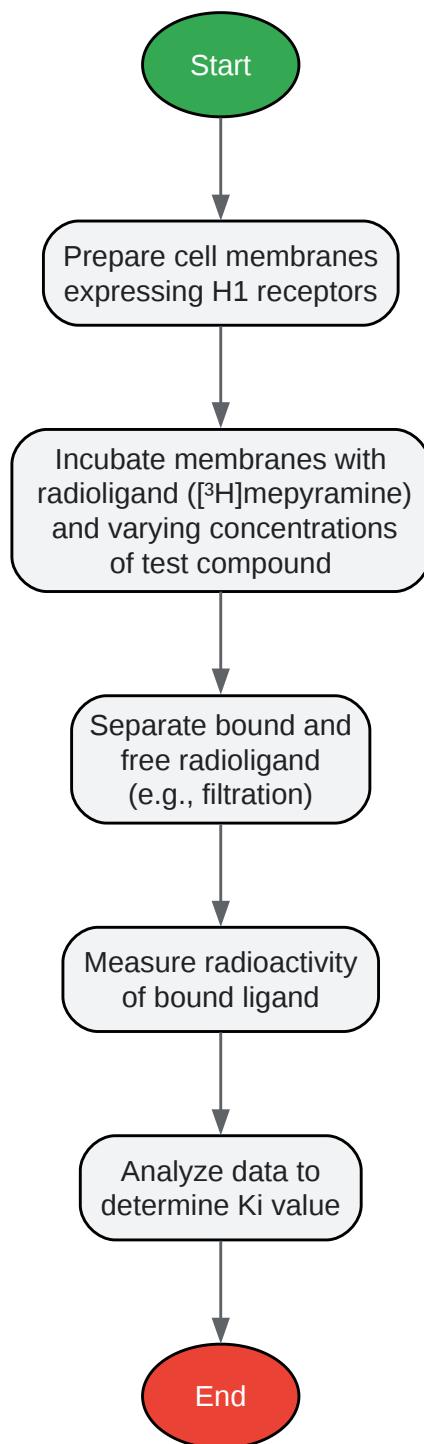 Start
Prepare cell membranes
expressing H1 receptors
Incubate membranes with
radioligand ([³H]mepyramine)
and varying concentrations
of test compound
Separate bound and
free radioligand
(e.g., filtration)
Measure radioactivity
of bound ligand
Analyze data to
determine Ki value
End